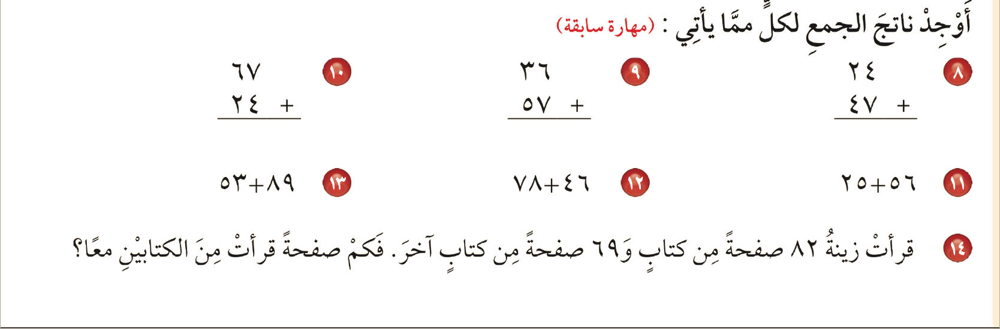 أَوْجِدْ ناتجَ الجمعِ لكلٍّ ممَّا يأتِي : (مهارة سابقة)
٨ ٢٤ ٩ ٣٦ ١٠ ٦٧
+ ٤٧ + ٥٧ + ٢٤
١١ ٢٥+٥٦ ١٢ ٧٨+٤٦ ١٣ ٥٣+٨٩
١٤ قرأتْ زينةُ ٨٢ صفحةً مِن كتابٍ وَ٦٩ صفحةً مِن كتابٍ آخرَ. فَكمْ صفحةً قرأتْ مِنَ الكتابيْنِ معًا؟